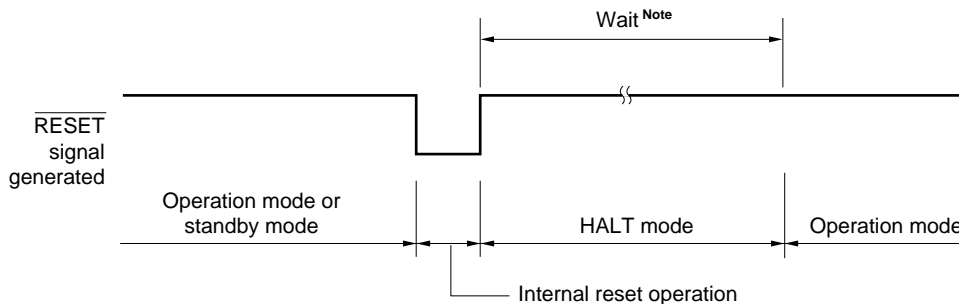 Wait Note
RESET
signal
generated
Operation mode or
standby mode
HALT mode
Operation mode
Internal reset operation